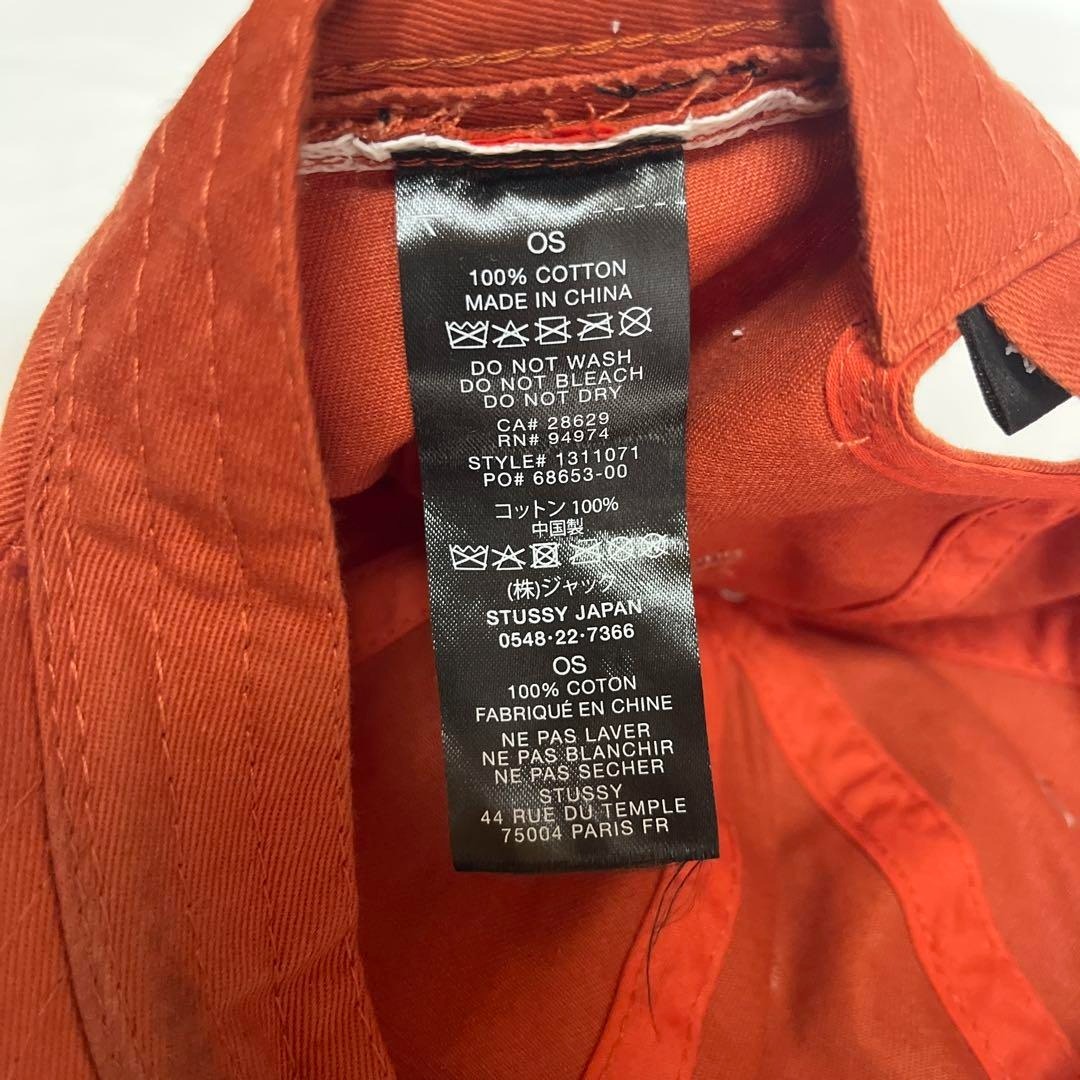 OS
100% COTTON
MADE IN CHINA
DO NOT WASH
DO NOT BLEACH
DO NOT DRY
CA# 28629
RN# 94974
STYLE# 1311071
PO# 68653-00
コットン 100%
中国製
(株)ジャック
STUSSY JAPAN
0548·22·7366
OS
100% COTON
FABRIQUÉ EN CHINE
NE PAS LAVER
NE PAS BLANCHIR
NE PAS SECHER
STUSSY
44 RUE DU TEMPLE
75004 PARIS FR